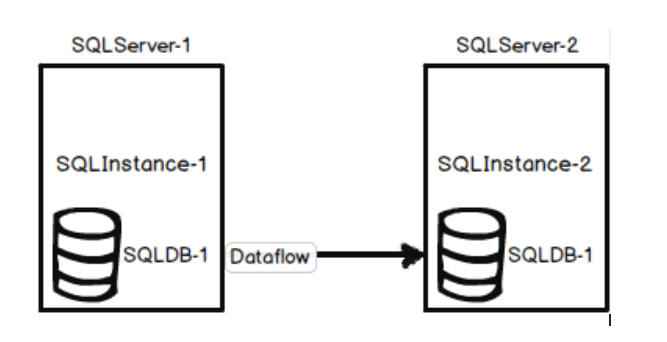 SQLServer-1
SQLServer-2
SQLInstance-1
SQLInstance-2
SQLDB-1
Dataflow
SQLDB-1